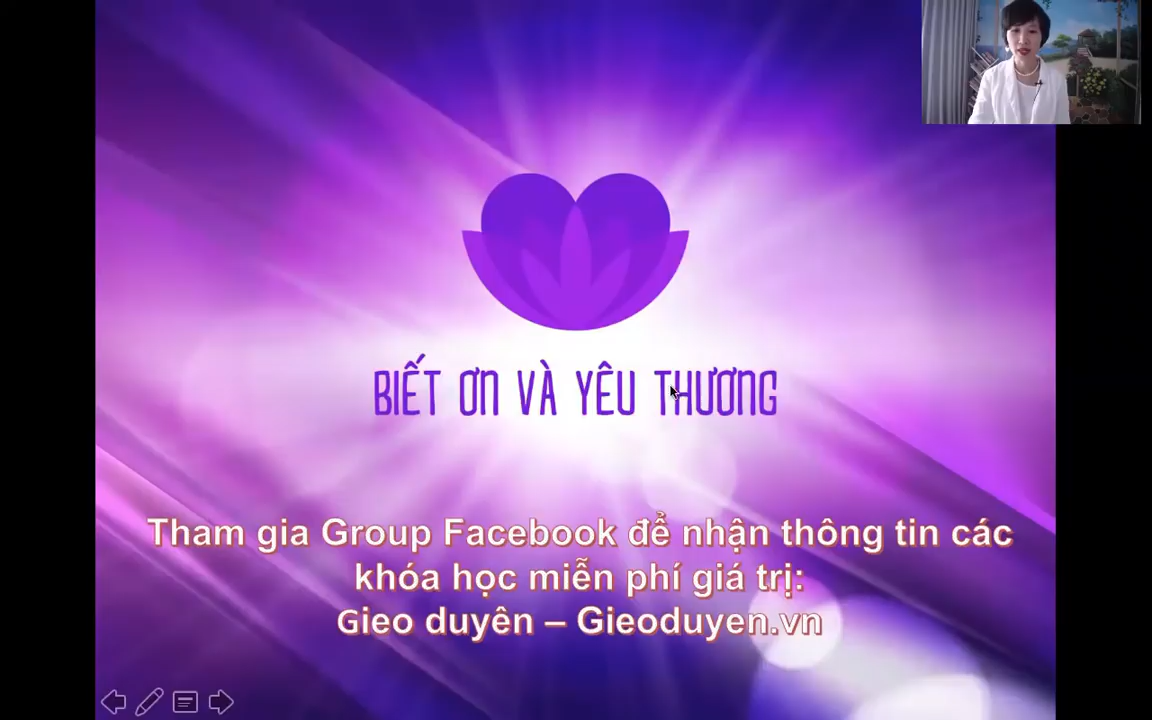 BIẾT ƠN VÀ YÊU THƯƠNG
Tham gia Group Facebook để nhận thông tin các
khóa học miễn phí giá trị:
Gieo duyên – Gieoduyen.vn